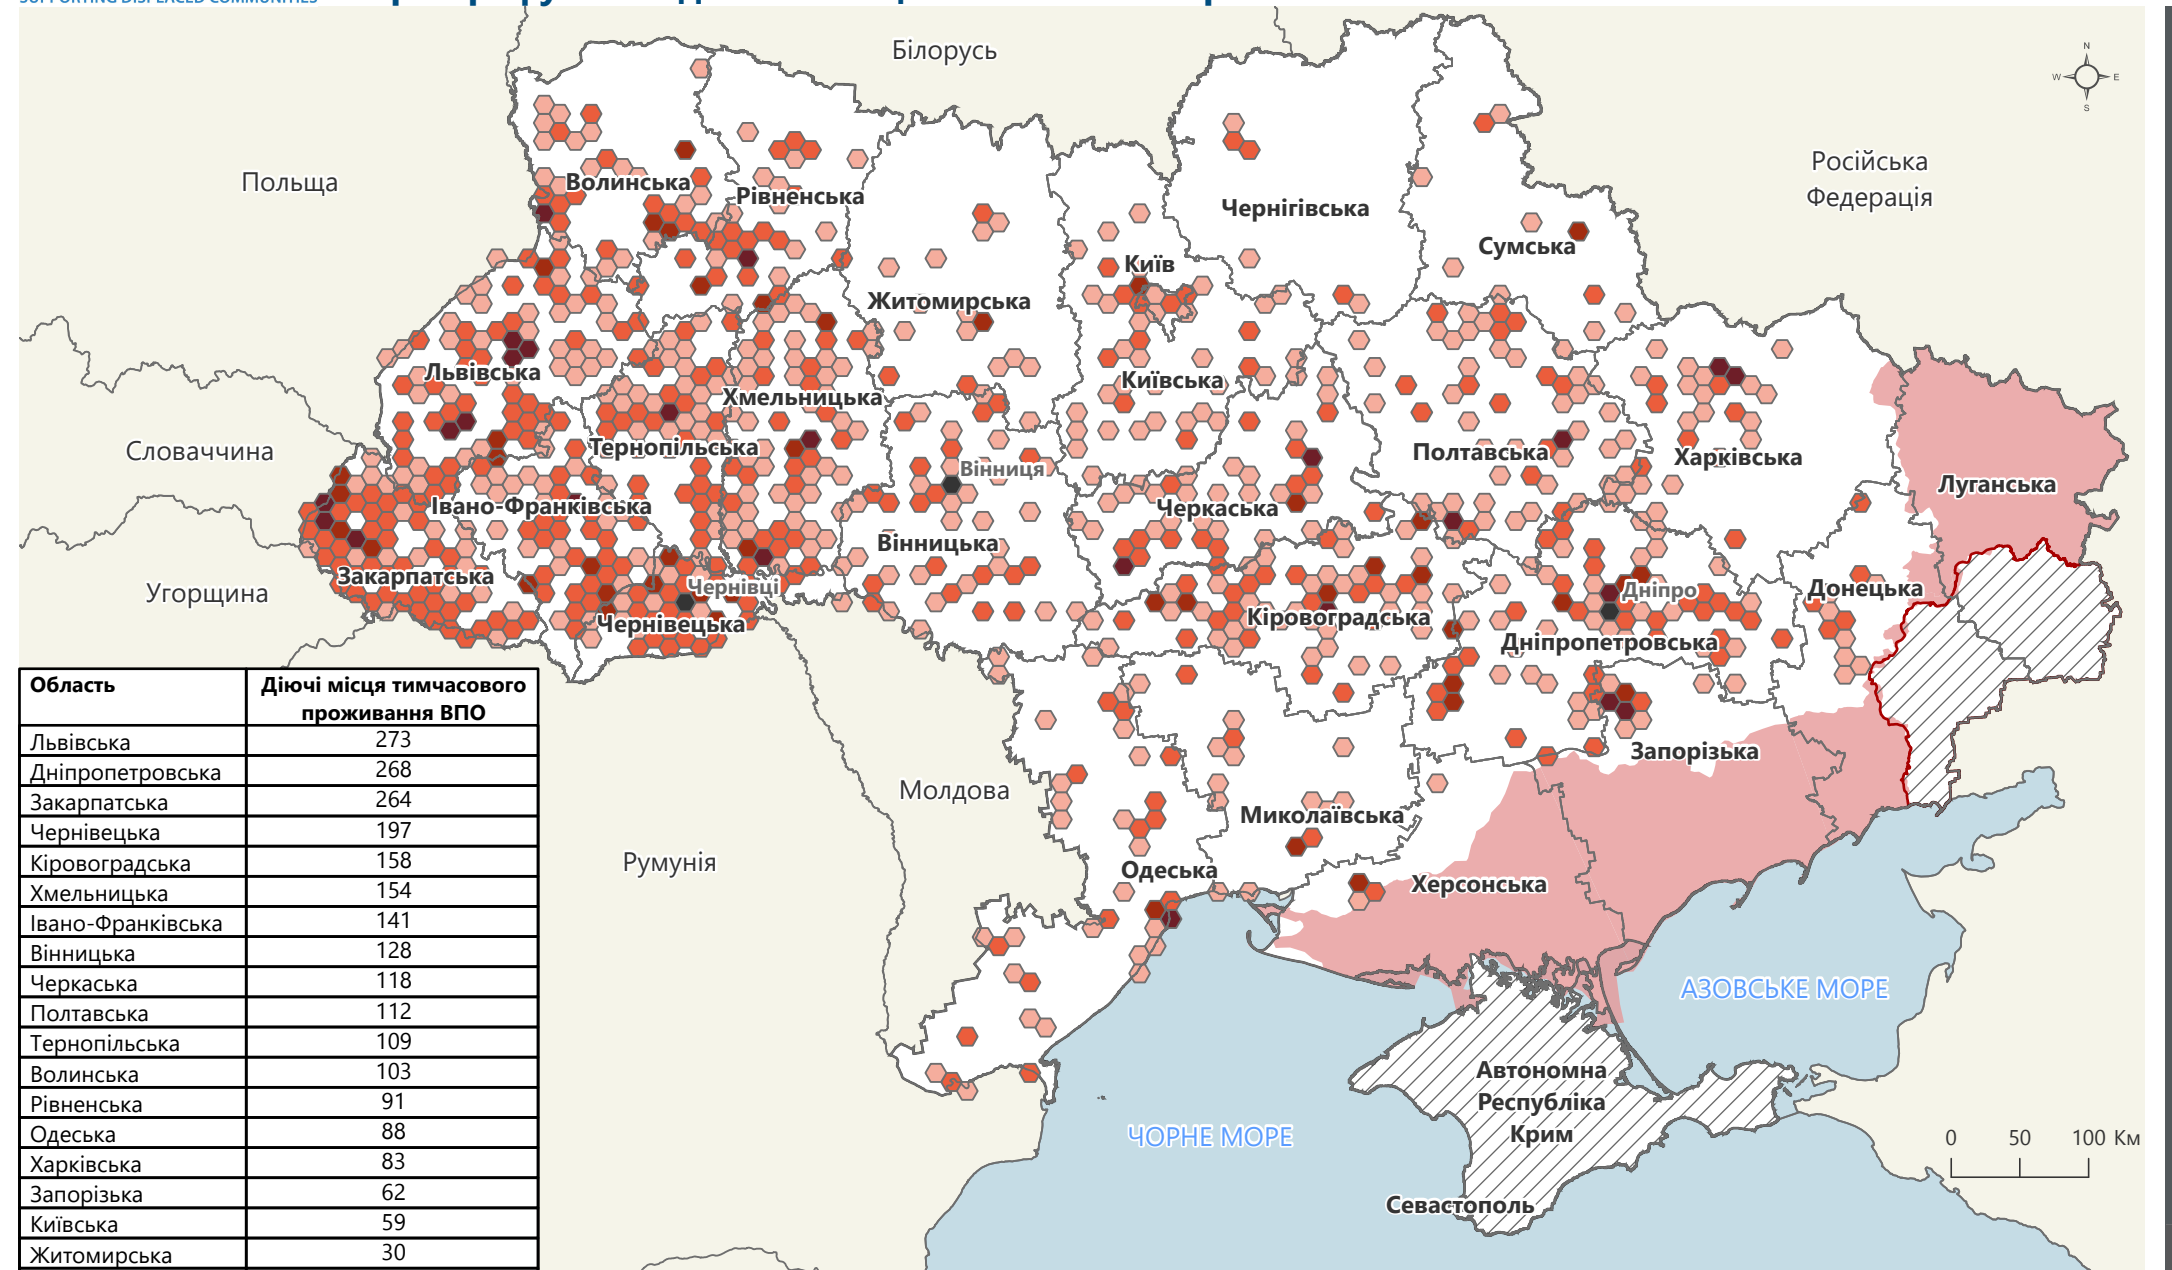 SUPPORTING DISPLACED COMMUNITIES
Білорусь
N
W E
S
Польща
Російська
Федерація
Волинська
Рівненська
Чернігівська
Сумська
Київ
Житомирська
Львівська
Київська
Хмельницька
Словаччина
Тернопільська
Вінниця
Полтавська
Харківська
Луганська
Івано-Франківська
Черкаська
Вінницька
Закарпатська
Чернівці
Дніпро
Донецька
Угорщина
Чернівецька
Кіровоградська
Дніпропетровська
Запорізька
Молдова
Миколаївська
Румунія
Одеська
Херсонська
АЗОВСЬКЕ МОРЕ
Автономна
Республіка
Крим
ЧОРНЕ МОРЕ
Севастополь
0 50 100 Км
Область Діючі місця тимчасового
проживання ВПО
Львівська 273
Дніпропетровська 268
Закарпатська 264
Чернівецька 197
Кіровоградська 158
Хмельницька 154
Івано-Франківська 141
Вінницька 128
Черкаська 118
Полтавська 112
Тернопільська 109
Волинська 103
Рівненська 91
Одеська 88
Харківська 83
Запорізька 62
Київська 59
Житомирська 30